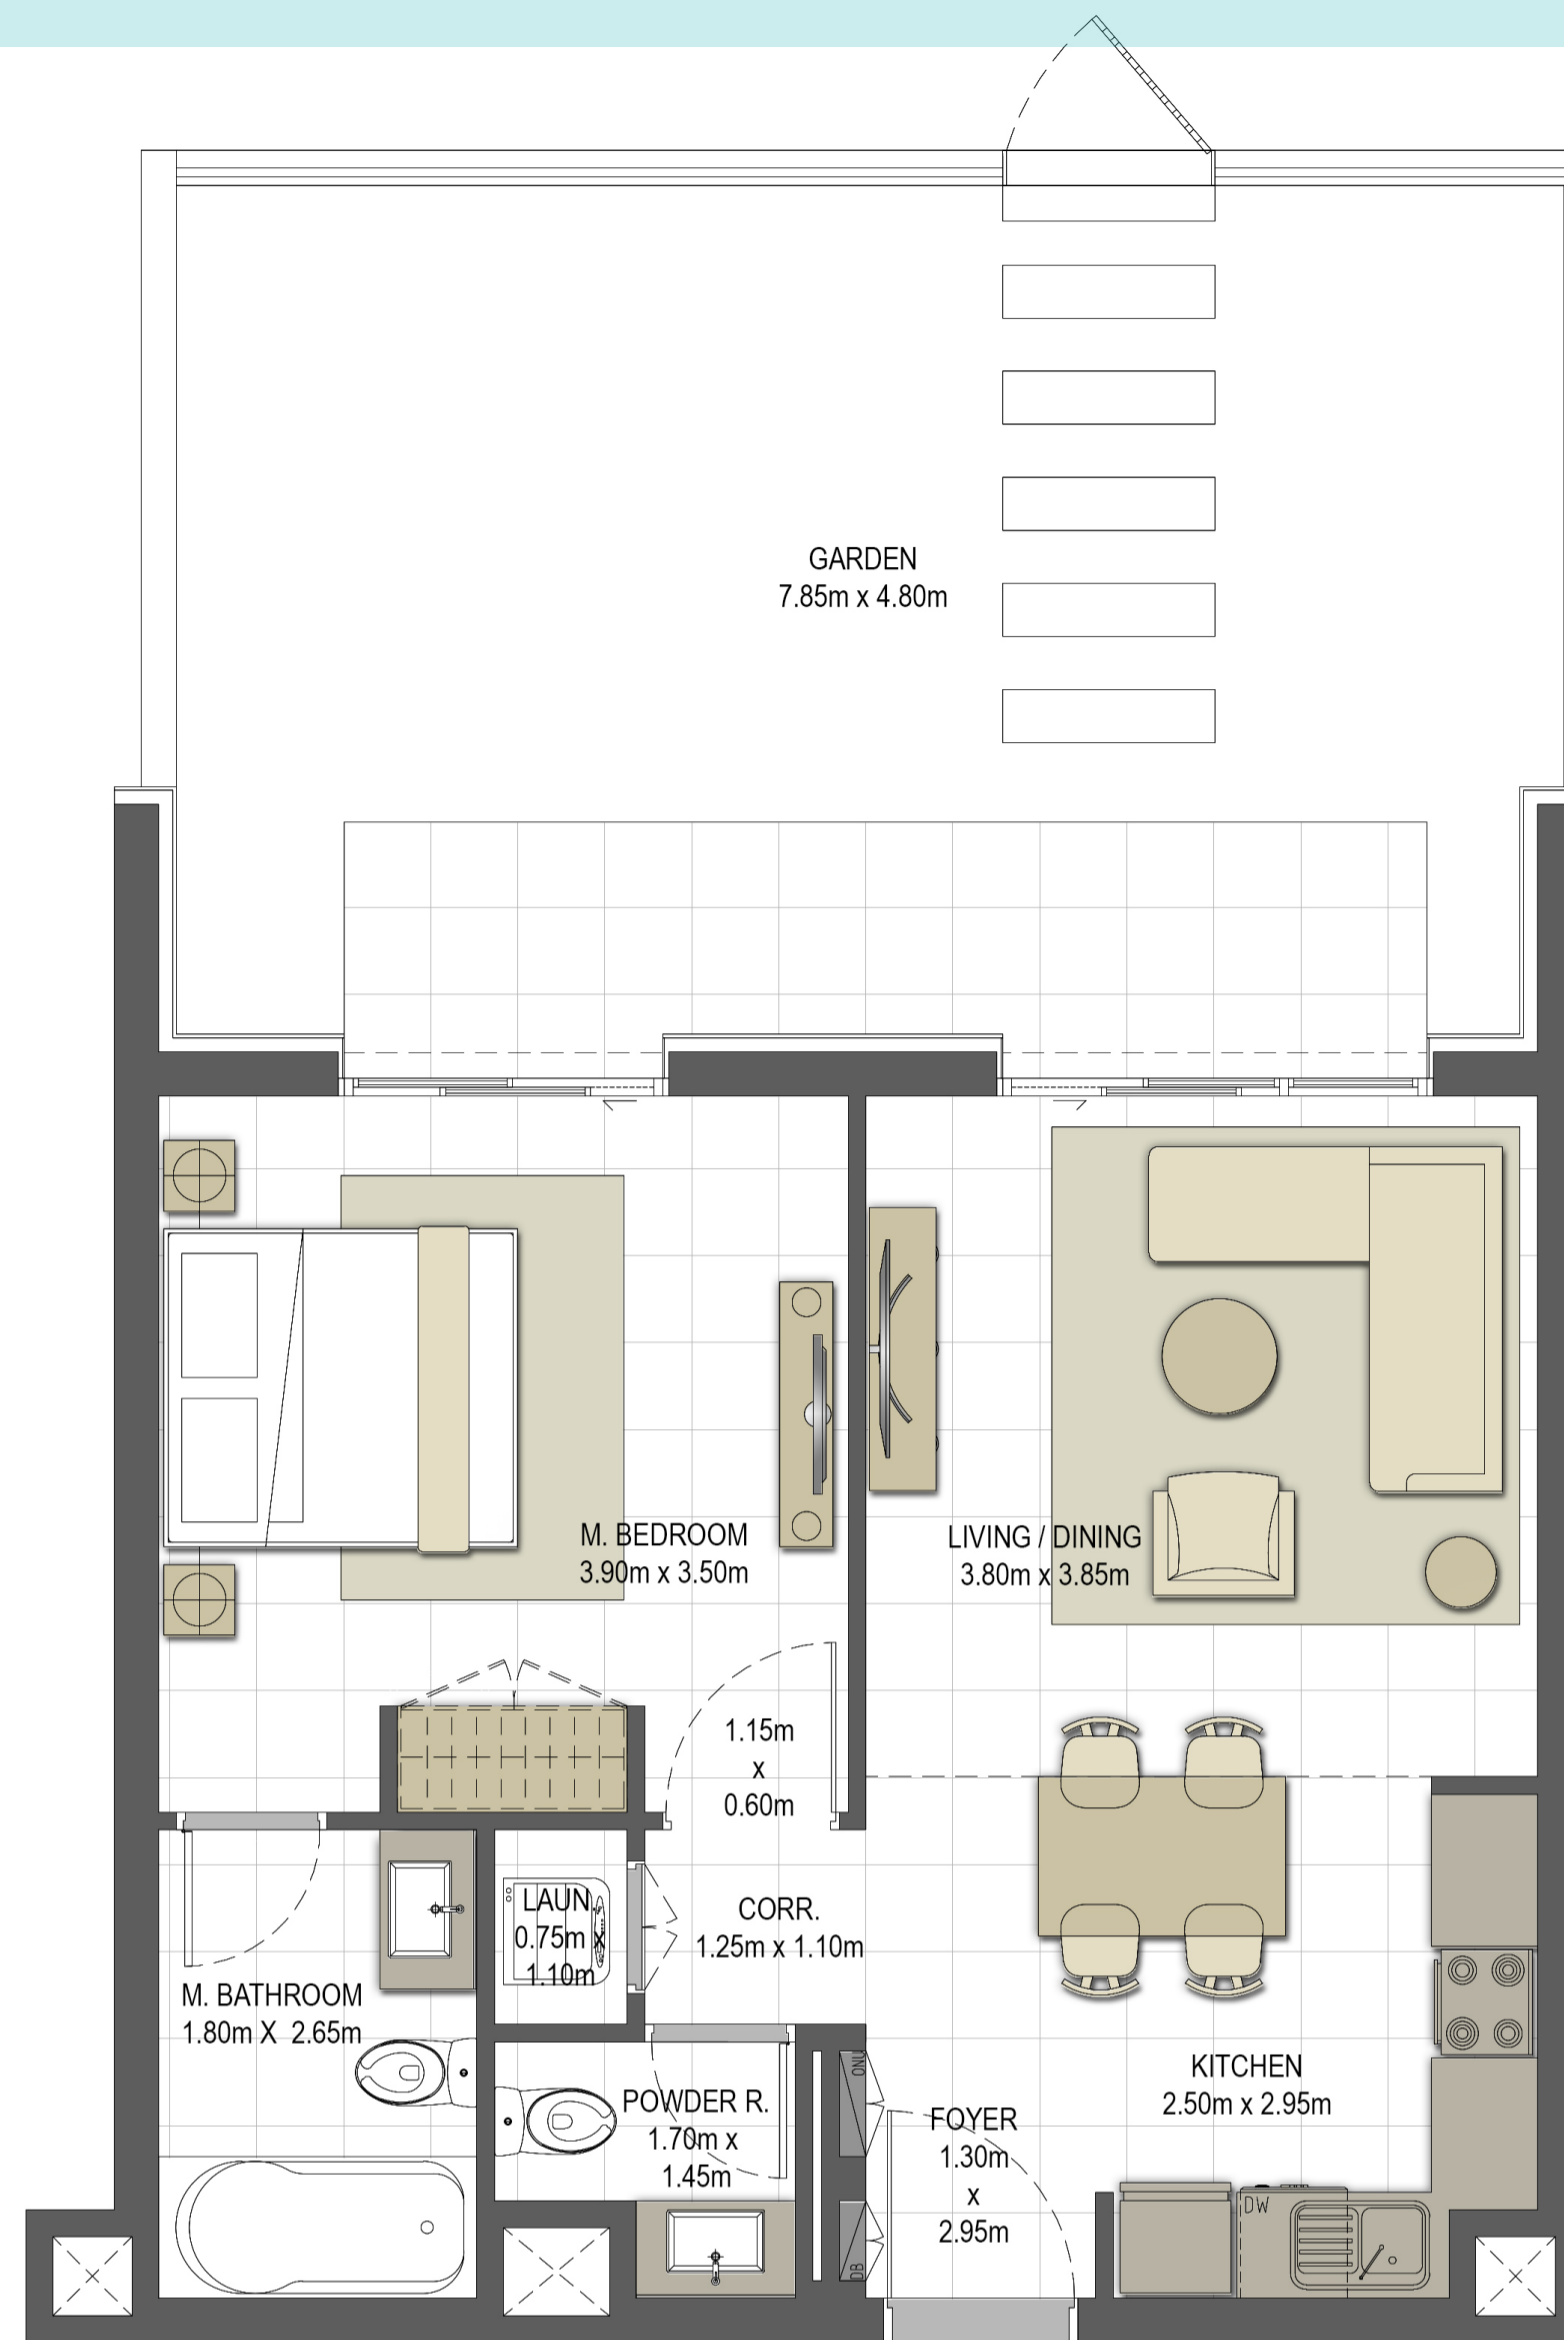 GARDEN
7.85m x 4.80m
M. BEDROOM
3.90m x 3.50m
LIVING / DINING
3.80m x 3.85m
1.15m
x
0.60m
LAUN.
0.75m x
1.10m
CORR.
1.25m x 1.10m
M. BATHROOM
1.80m X 2.65m
POWDER R.
1.70m x
1.45m
ONU
FOYER
1.30m
x
2.95m
KITCHEN
2.50m x 2.95m
DB
DW